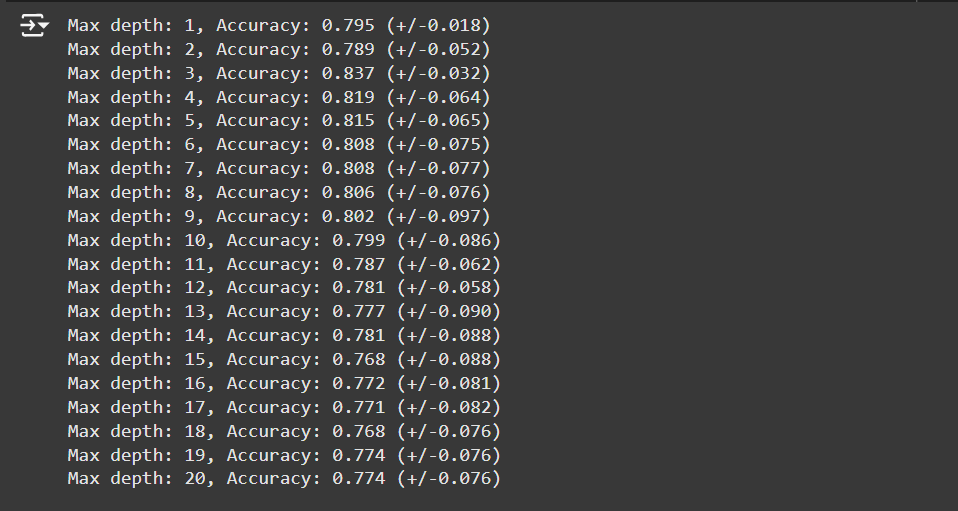 Max depth: 1, Accuracy: 0.795 (+/-0.018)
Max depth: 2, Accuracy: 0.789 (+/-0.052)
Max depth: 3, Accuracy: 0.837 (+/-0.032)
Max depth: 4, Accuracy: 0.819 (+/-0.064)
Max depth: 5, Accuracy: 0.815 (+/-0.065)
Max depth: 6, Accuracy: 0.808 (+/-0.075)
Max depth: 7, Accuracy: 0.808 (+/-0.077)
Max depth: 8, Accuracy: 0.806 (+/-0.076)
Max depth: 9, Accuracy: 0.802 (+/-0.097)
Max depth: 10, Accuracy: 0.799 (+/-0.086)
Max depth: 11, Accuracy: 0.787 (+/-0.062)
Max depth: 12, Accuracy: 0.781 (+/-0.058)
Max depth: 13, Accuracy: 0.777 (+/-0.090)
Max depth: 14, Accuracy: 0.781 (+/-0.088)
Max depth: 15, Accuracy: 0.768 (+/-0.088)
Max depth: 16, Accuracy: 0.772 (+/-0.081)
Max depth: 17, Accuracy: 0.771 (+/-0.082)
Max depth: 18, Accuracy: 0.768 (+/-0.076)
Max depth: 19, Accuracy: 0.774 (+/-0.076)
Max depth: 20, Accuracy: 0.774 (+/-0.076)